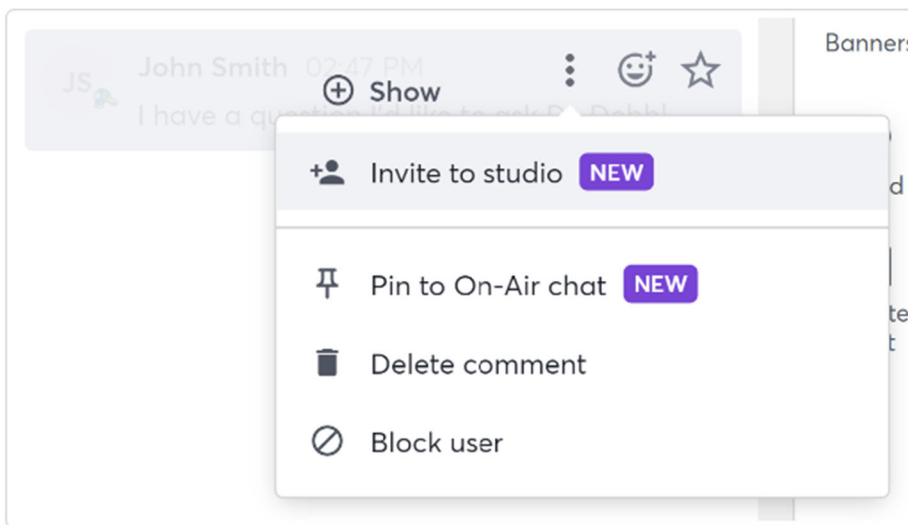 Banners
JS John Smith 02:47 PM
Show
I have a question I'd like to ask
Invite to studio NEW
d
Pin to On-Air chat NEW
te
t
Delete comment
Block user